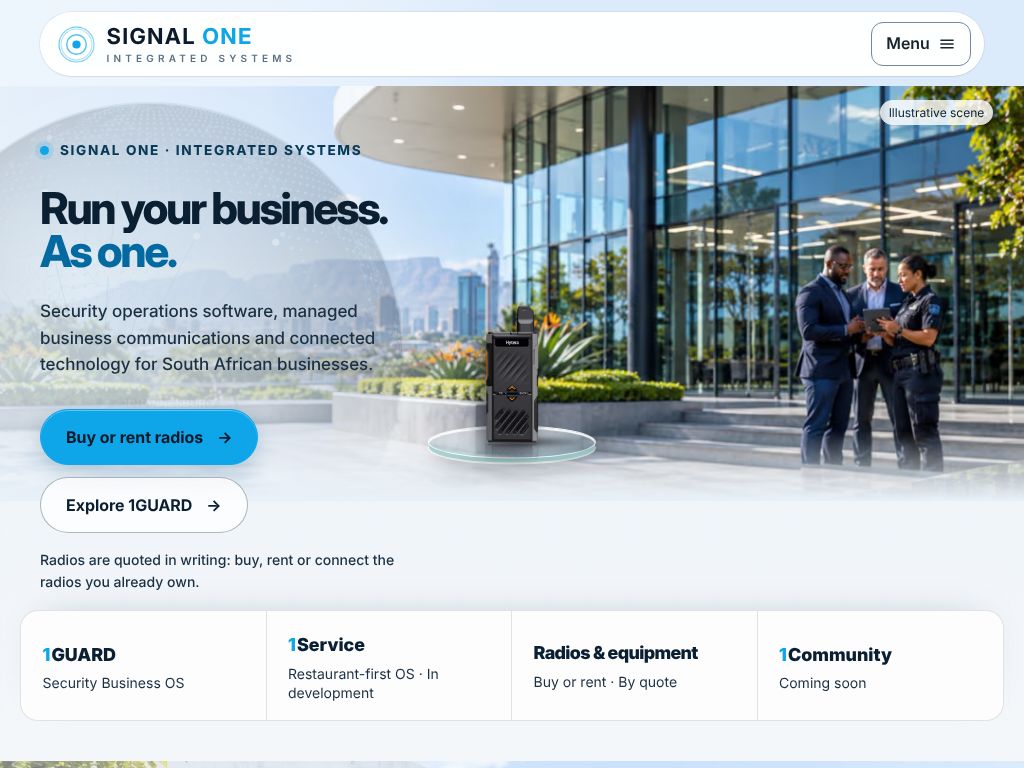 SIGNAL ONE
INTEGRATED SYSTEMS
Menu
Illustrative scene
SIGNAL ONE · INTEGRATED SYSTEMS
Run your business.
As one.
Security operations software, managed
business communications and connected
technology for South African businesses.
Hytera
Buy or rent radios →
Explore 1GUARD →
Radios are quoted in writing: buy, rent or connect the
radios you already own.
1GUARD
Security Business OS
1Service
Restaurant-first OS · In
development
Radios & equipment
Buy or rent · By quote
1Community
Coming soon